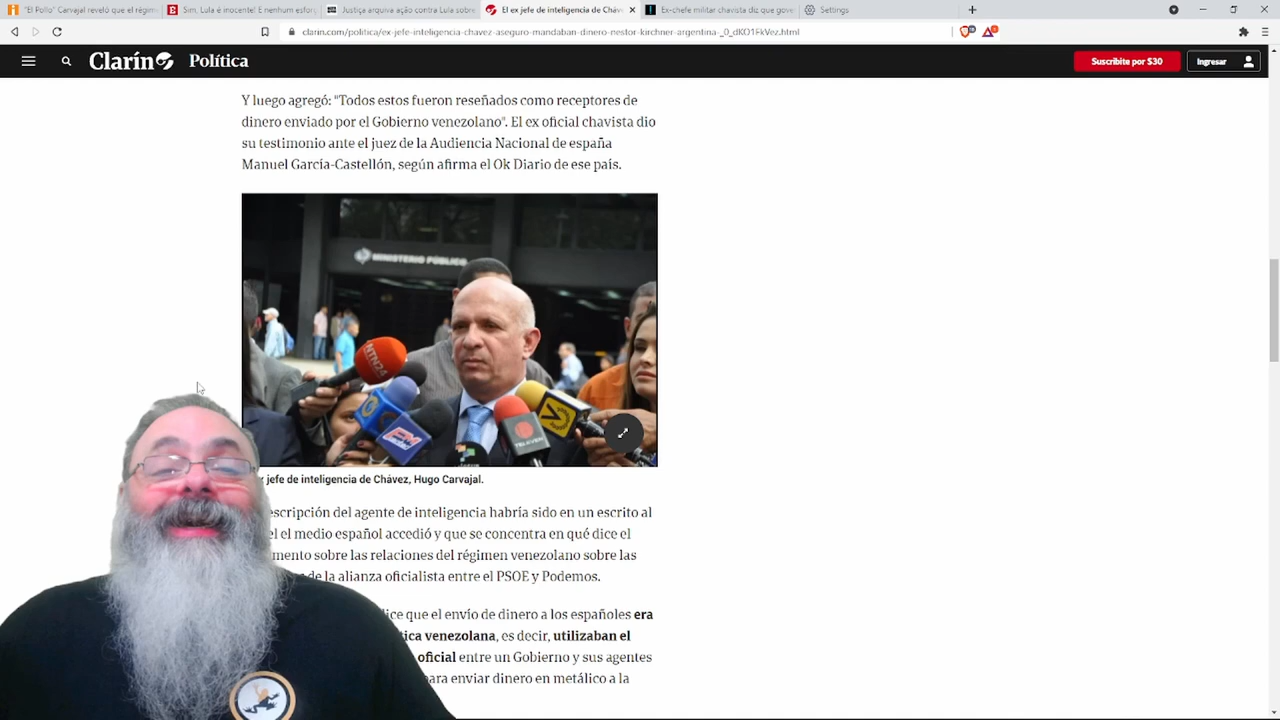 "El Pollo" Carvajal reveló que el régim
Sim, Lula é inocente! E nenhum esforç
Justiça arquiva ação contra Lula sobre
El ex jefe de inteligencia de Cháv
Ex-chefe militar chavista diz que gove
Settings
clarin.com/politica/ex-jefe-inteligencia-chavez-aseguro-mandaban-dinero-nestor-kirchner-argentina-_0_dKO1FkVez.html
Clarín
Política
Suscribite por $30
Ingresar
Y luego agregó: "Todos estos fueron reseñados como receptores de
dinero enviado por el Gobierno venezolano". El ex oficial chavista dio
su testimonio ante el juez de la Audiencia Nacional de españa
Manuel García-Castellón, según afirma el Ok Diario de ese país.
MINISTERIO PÚBLICO
NTN24
FM
TELEVEN
V
jefe de inteligencia de Chávez, Hugo Carvajal.
escripción del agente de inteligencia habría sido en un escrito al
el medio español accedió y que se concentra en qué dice el
mento sobre las relaciones del régimen venezolano sobre las
de la alianza oficialista entre el PSOE y Podemos.
ice que el envío de dinero a los españoles era
tica venezolana, es decir, utilizaban el
oficial entre un Gobierno y sus agentes
para enviar dinero en metálico a la